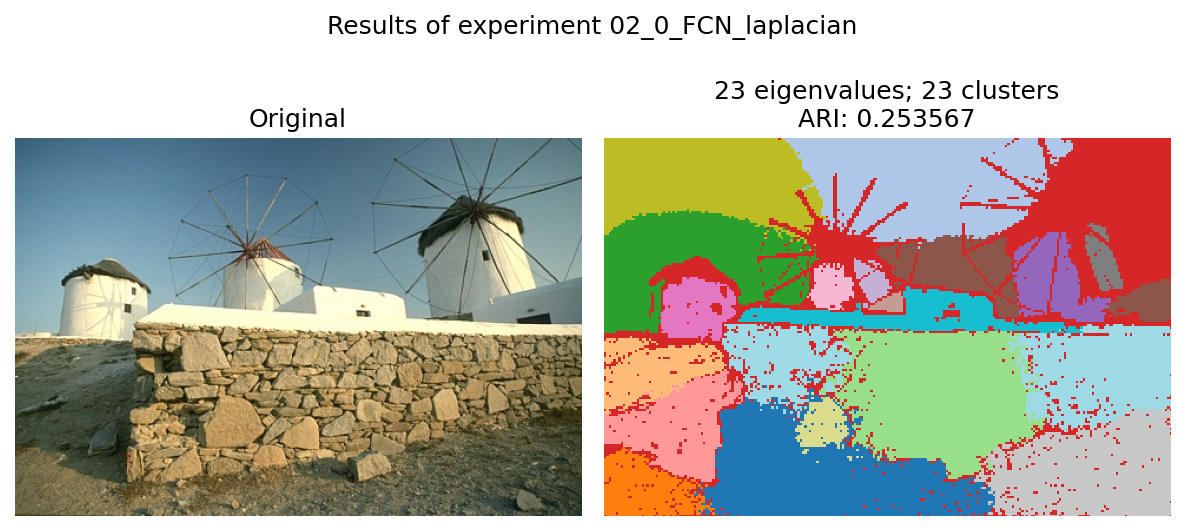 Results of experiment 02_0_FCN_laplacian
Original
23 eigenvalues; 23 clusters
ARI: 0.253567